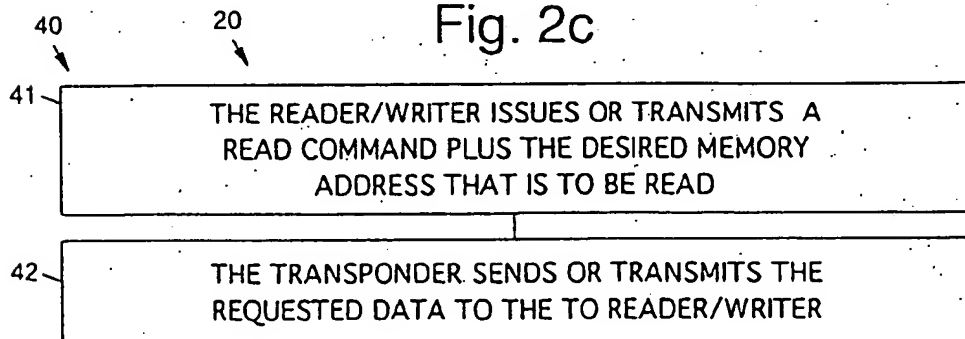 Fig. 2c
40
20
41
THE READER/WRITER ISSUES OR TRANSMITS A
READ COMMAND PLUS THE DESIRED MEMORY
ADDRESS THAT IS TO BE READ
42
THE TRANSPONDER SENDS OR TRANSMITS THE
REQUESTED DATA TO THE TO READER/WRITER